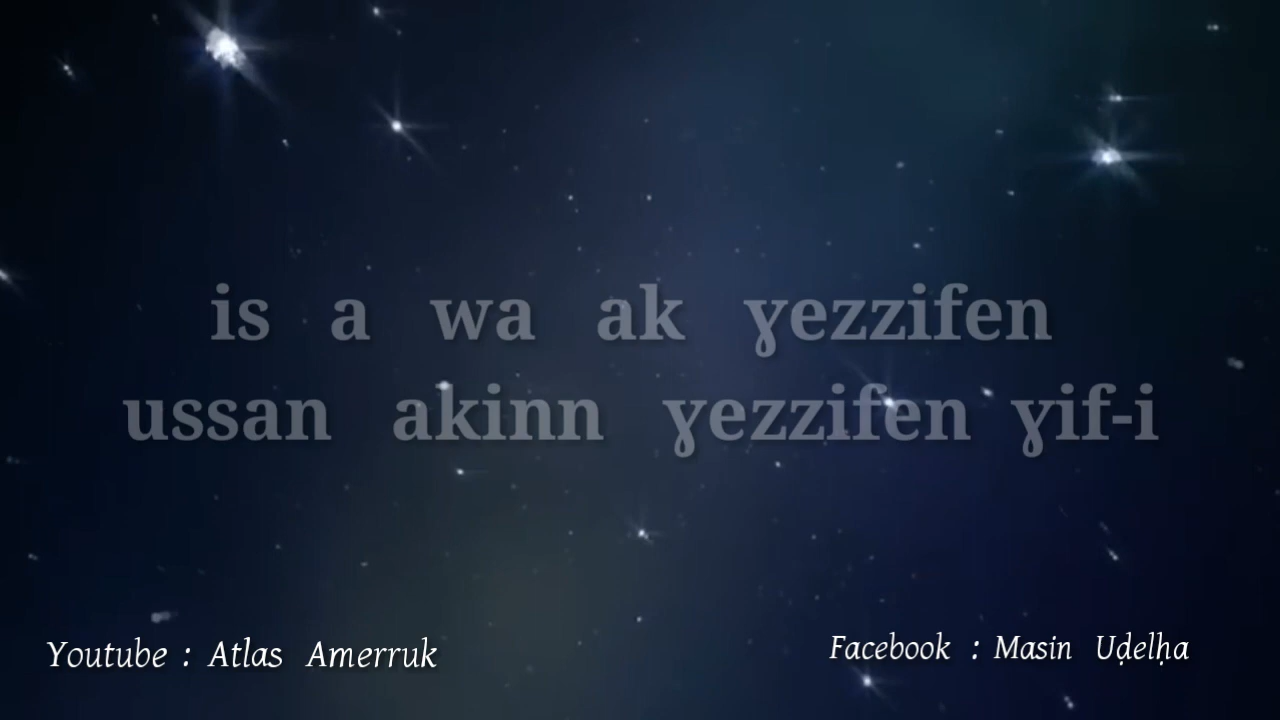 is a wa ak ɣezzifen
ussan akinn ɣezzifen ɣif-i
Youtube : Atlas Amerruk
Facebook : Masin Uḍelḥa